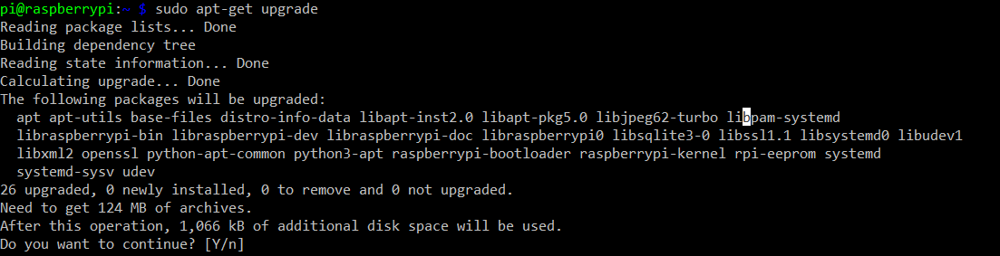 pi@raspberrypi:~ $ sudo apt-get upgrade
Reading package lists... Done
Building dependency tree
Reading state information... Done
Calculating upgrade... Done
The following packages will be upgraded:
  apt apt-utils base-files distro-info-data libapt-inst2.0 libapt-pkg5.0 libjpeg62-turbo libpam-systemd
  libraspberrypi-bin libraspberrypi-dev libraspberrypi-doc libraspberrypi0 libsqlite3-0 libssl1.1 libsystemd0 libudev1
  libxml2 openssl python-apt-common python3-apt raspberrypi-bootloader raspberrypi-kernel rpi-eeprom systemd
  systemd-sysv udev
26 upgraded, 0 newly installed, 0 to remove and 0 not upgraded.
Need to get 124 MB of archives.
After this operation, 1,066 kB of additional disk space will be used.
Do you want to continue? [Y/n]